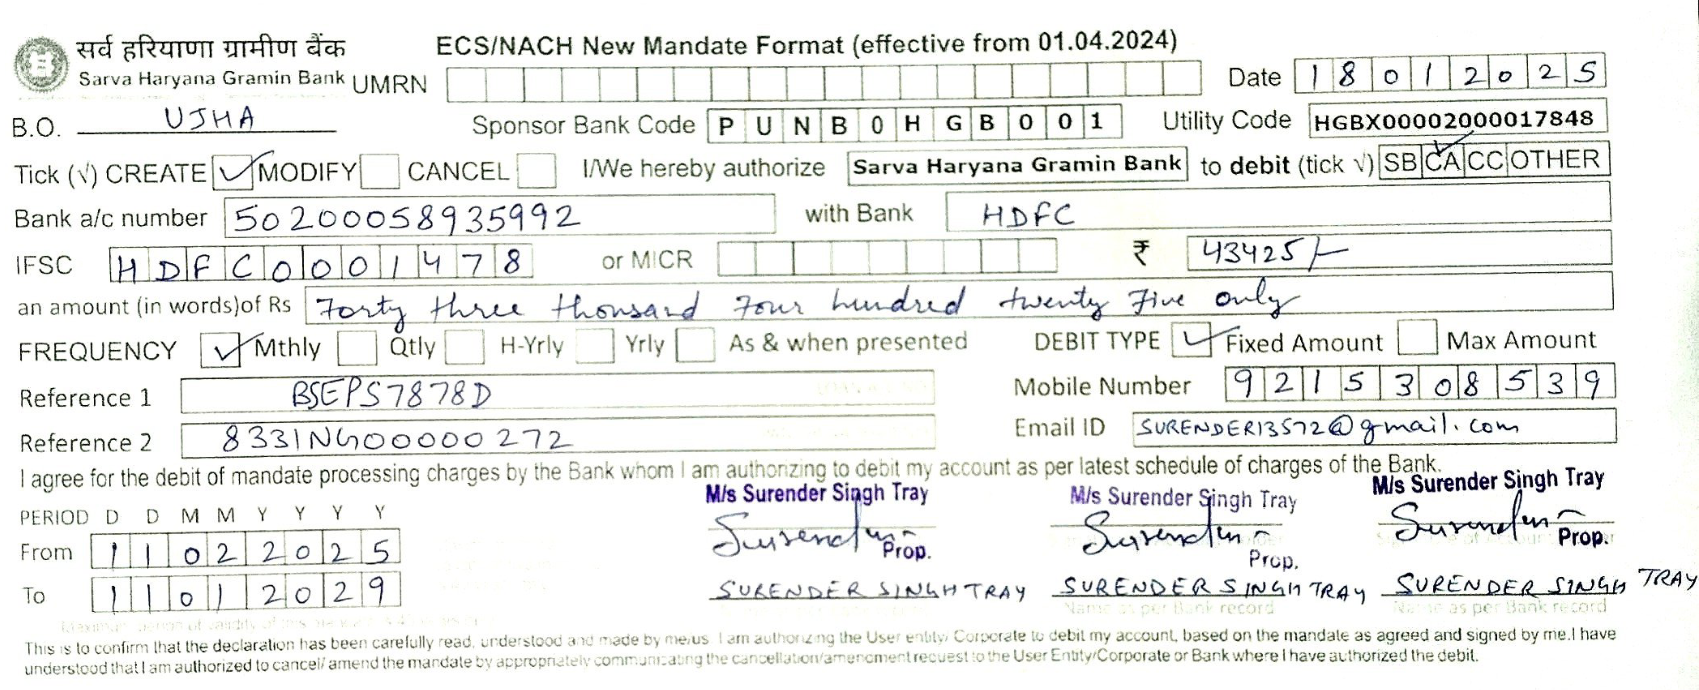 सर्व हरियाणा ग्रामीण बैंक
Sarva Haryana Gramin Bank
ECS/NACH New Mandate Format (effective from 01.04.2024)
UMRN
Date 18012025
B.O. UJHA
Sponsor Bank Code PUNB0HGB001
Utility Code HGBX00002000017848
Tick (√) CREATE ✓ MODIFY CANCEL I/We hereby authorize Sarva Haryana Gramin Bank to debit (tick √) SB CA ✓ CC OTHER
Bank a/c number 50200058935992 with Bank HDFC
IFSC HDFC0001478 or MICR ₹ 43425/-
an amount (in words)of Rs Forty three thousand Four hundred twenty Five only
FREQUENCY ✓ Mthly Qtly H-Yrly Yrly As & when presented DEBIT TYPE ✓ Fixed Amount Max Amount
Reference 1 BSEPS7878D Mobile Number 9215308539
Reference 2 8331NG00000272 Email ID SURENDER13572@gmail.com
I agree for the debit of mandate processing charges by the Bank whom I am authorizing to debit my account as per latest schedule of charges of the Bank.
M/s Surender Singh Tray M/s Surender Singh Tray M/s Surender Singh Tray
PERIOD D D M M Y Y Y Y
Surender Surender Surender
Prop. Prop. Prop.
From 11022025
To 11012029
SURENDER SINGH TRAY SURENDER SINGH TRAY SURENDER SINGH TRAY
Name as per Bank record Name as per Bank record
This is to confirm that the declaration has been carefully read, understood and made by me/us. I am authorizing the User entity/ Corporate to debit my account, based on the mandate as agreed and signed by me.I have
understood that I am authorized to cancel/ amend the mandate by appropriately communicating the cancellation/amendment request to the User Entity/Corporate or Bank where I have authorized the debit.